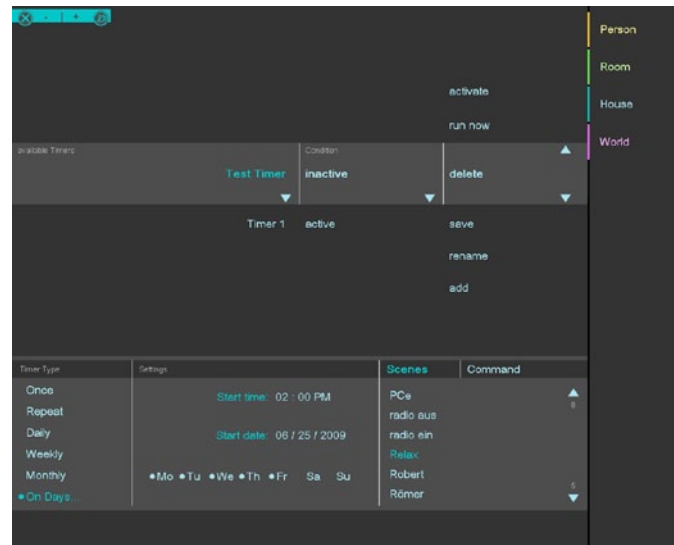 Person
Room
House
World
activate
run now
available Timers
Condition
Test Timer
inactive
delete
Timer 1
active
save
rename
add
Timer Type
Settings
Scenes
Command
Once
Repeat
Daily
Weekly
Monthly
On Days...
Start time: 02 : 00 PM
Start date: 06 / 25 / 2009
•Mo •Tu •We •Th •Fr Sa Su
PCe
radio aus
radio ein
Relax
Robert
Römer
5